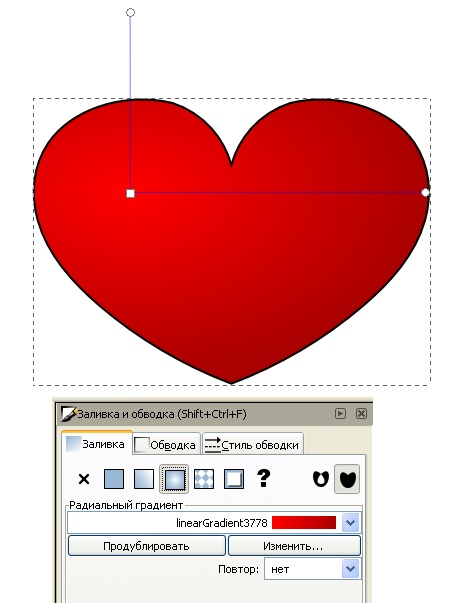 Заливка и обводка (Shift+Ctrl+F)
Заливка Обводка Стиль обводки
?
Радиальный градиент
linearGradient3778
Продублировать Изменить...
Повтор: нет